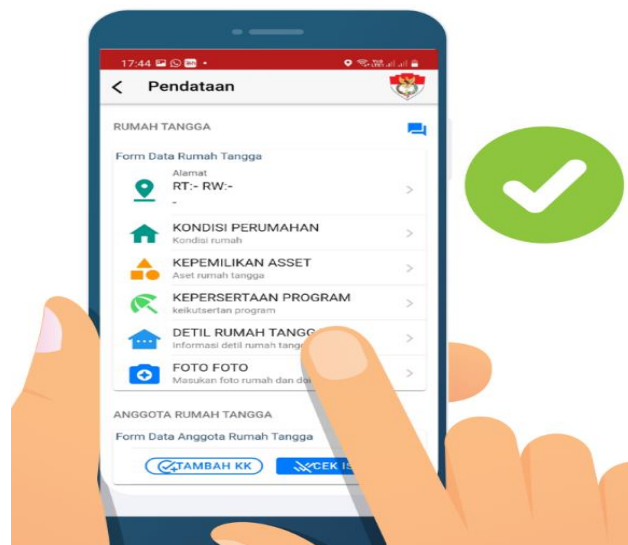 17:44
Pendataan
RUMAH TANGGA
Form Data Rumah Tangga
Alamat
RT:- RW:-
-
KONDISI PERUMAHAN
Kondisi rumah
KEPEMILIKAN ASSET
Aset rumah tangga
KEPERSERTAAN PROGRAM
keikutsertan program
DETIL RUMAH TANGG
Informasi detil rumah tang
FOTO FOTO
Masukan foto rumah dan do
ANGGOTA RUMAH TANGGA
Form Data Anggota Rumah Tangga
TAMBAH KK
CEK IS